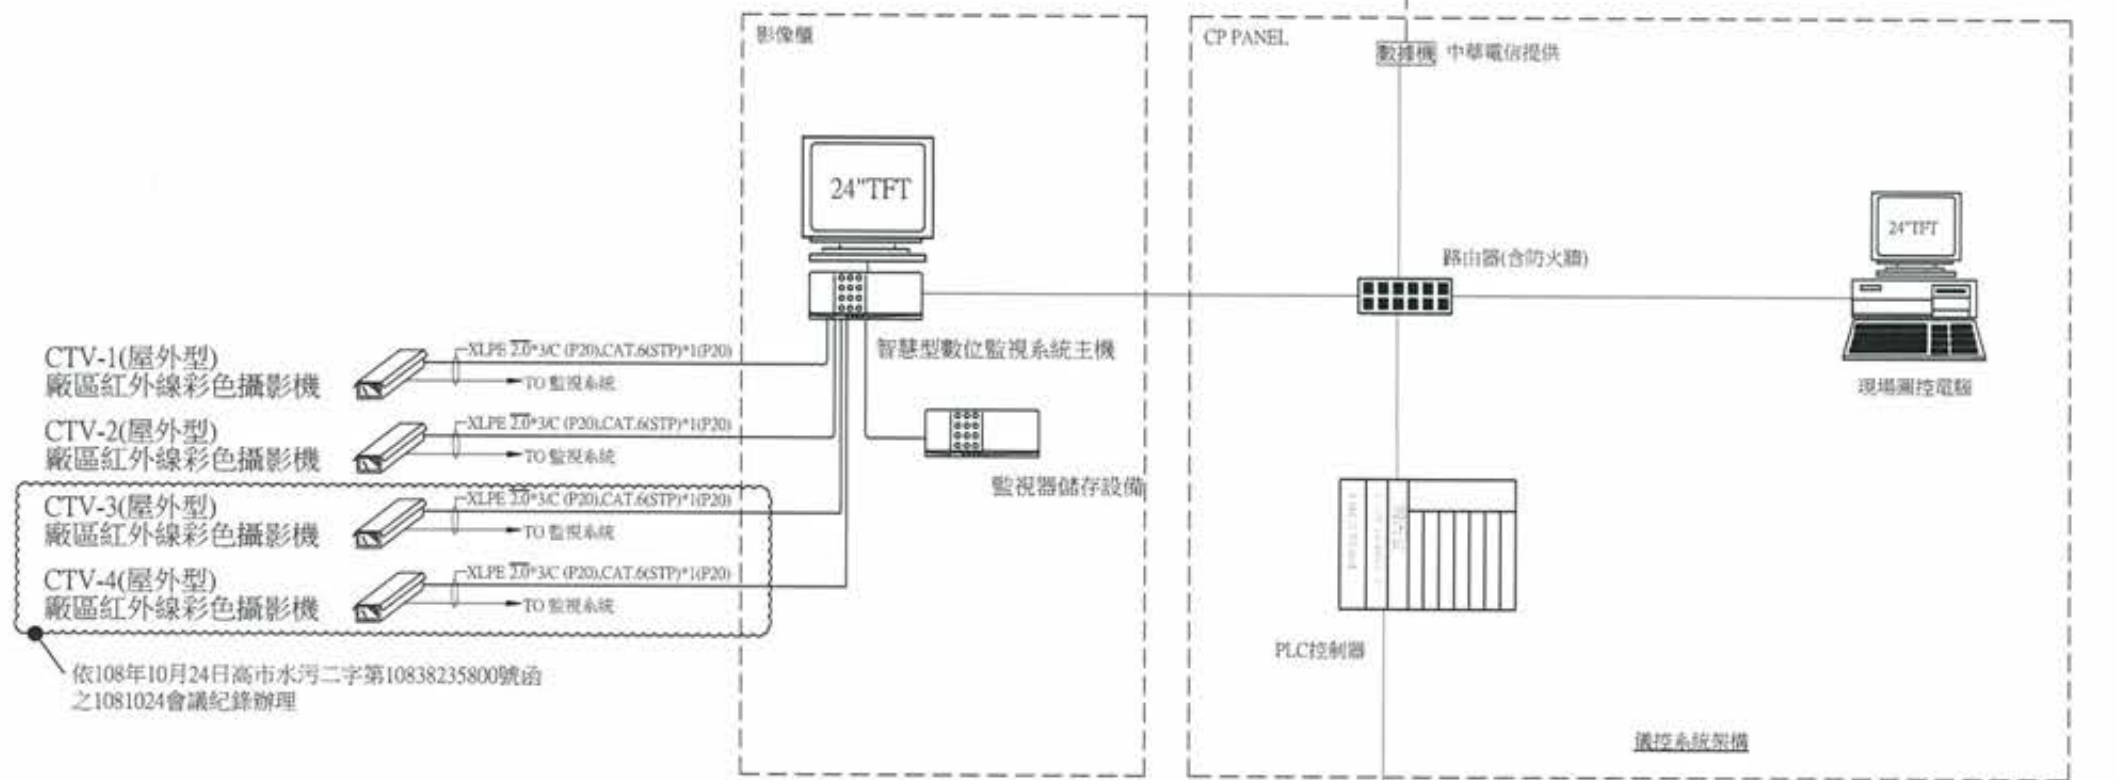 影像櫃
CP PANEL
數據機 中華電信提供
24"TFT
24"TFT
路由器(含防火牆)
智慧型數位監視系統主機
現場圖控電腦
CTV-1(屋外型)
廠區紅外線彩色攝影機
XLPE 2.0*3/C (P20),CAT.6(STP)*1(P20)
TO 監視系統
CTV-2(屋外型)
廠區紅外線彩色攝影機
XLPE 2.0*3/C (P20),CAT.6(STP)*1(P20)
TO 監視系統
監視器儲存設備
CTV-3(屋外型)
廠區紅外線彩色攝影機
XLPE 2.0*3/C (P20),CAT.6(STP)*1(P20)
TO 監視系統
CTV-4(屋外型)
廠區紅外線彩色攝影機
XLPE 2.0*3/C (P20),CAT.6(STP)*1(P20)
TO 監視系統
PLC控制器
依108年10月24日高市水污二字第10838235800號函
之1081024會議紀錄辦理
儀控系統架構